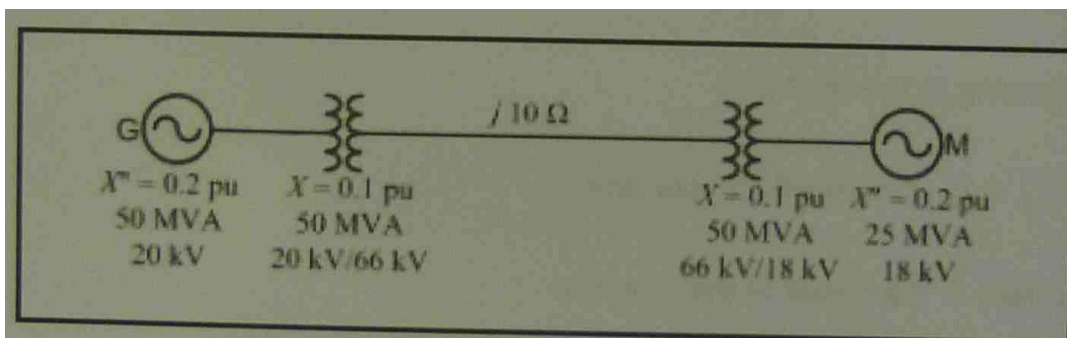 j 10 Ω
G
M
X" = 0.2 pu
50 MVA
20 kV
X = 0.1 pu
50 MVA
20 kV/66 kV
X = 0.1 pu
50 MVA
66 kV/18 kV
X" = 0.2 pu
25 MVA
18 kV